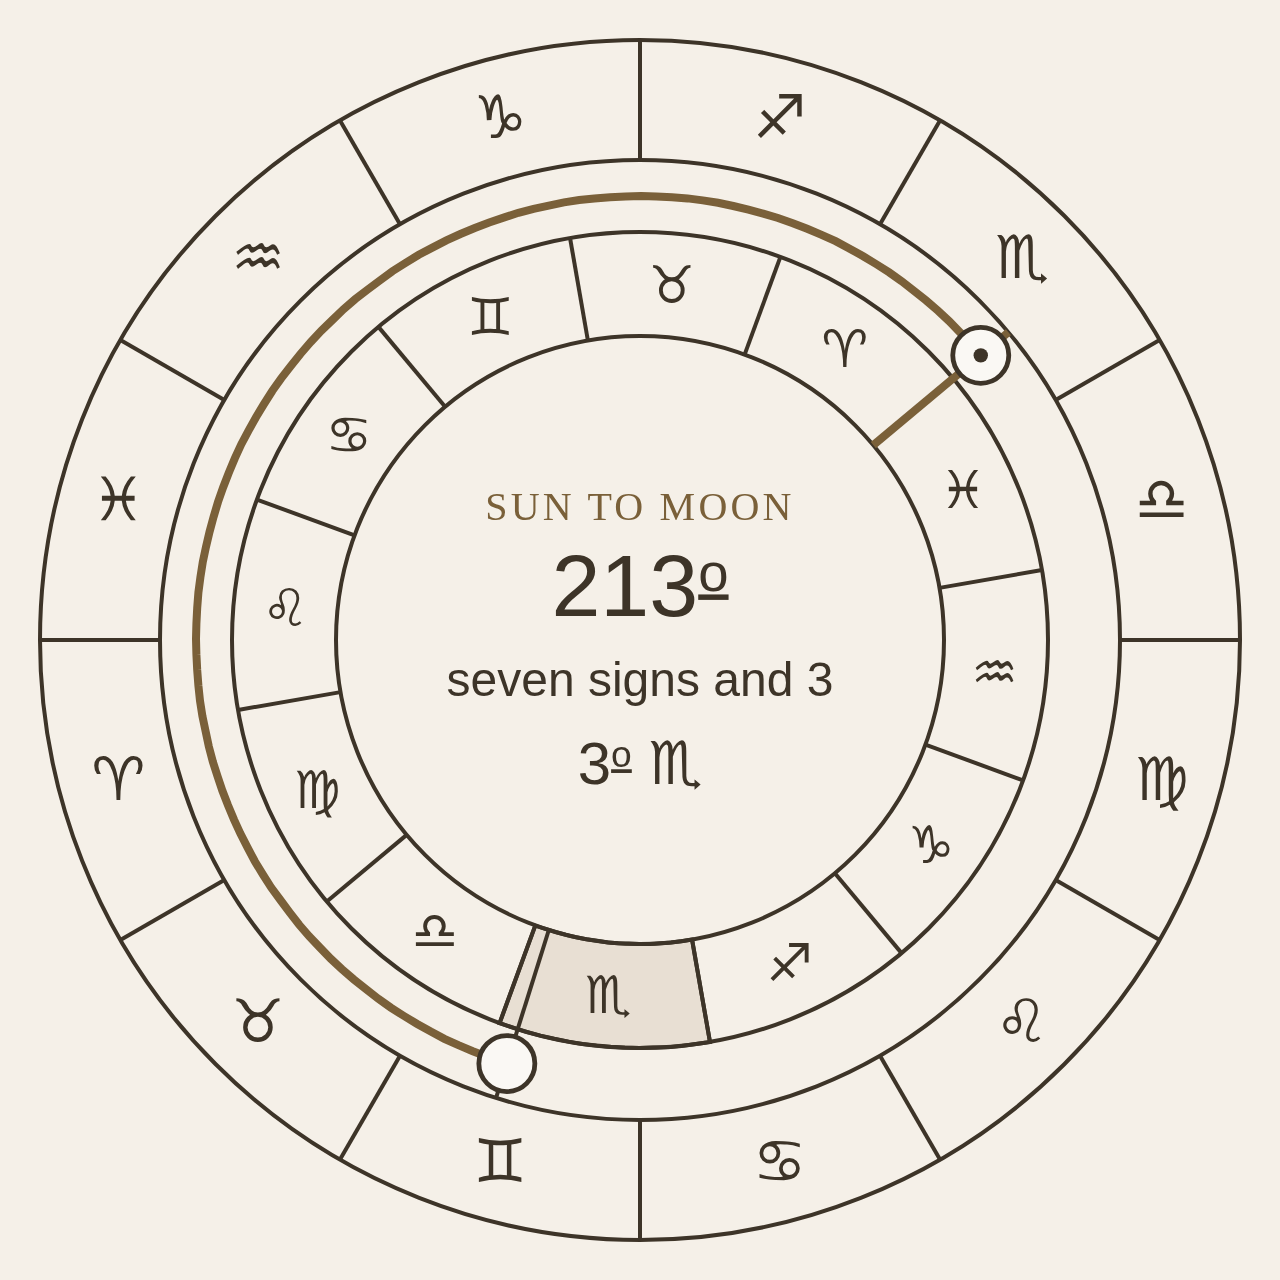 ♑ ♐
♒ ♏
♊ ♉ ♈
♋
♓ ♓ ♎
SUN TO MOON
213º
♌
seven signs and 3
♒
3º ♏
♈ ♍ ♍
♑
♎ ♐
♉ ♏ ♌
♊ ♋